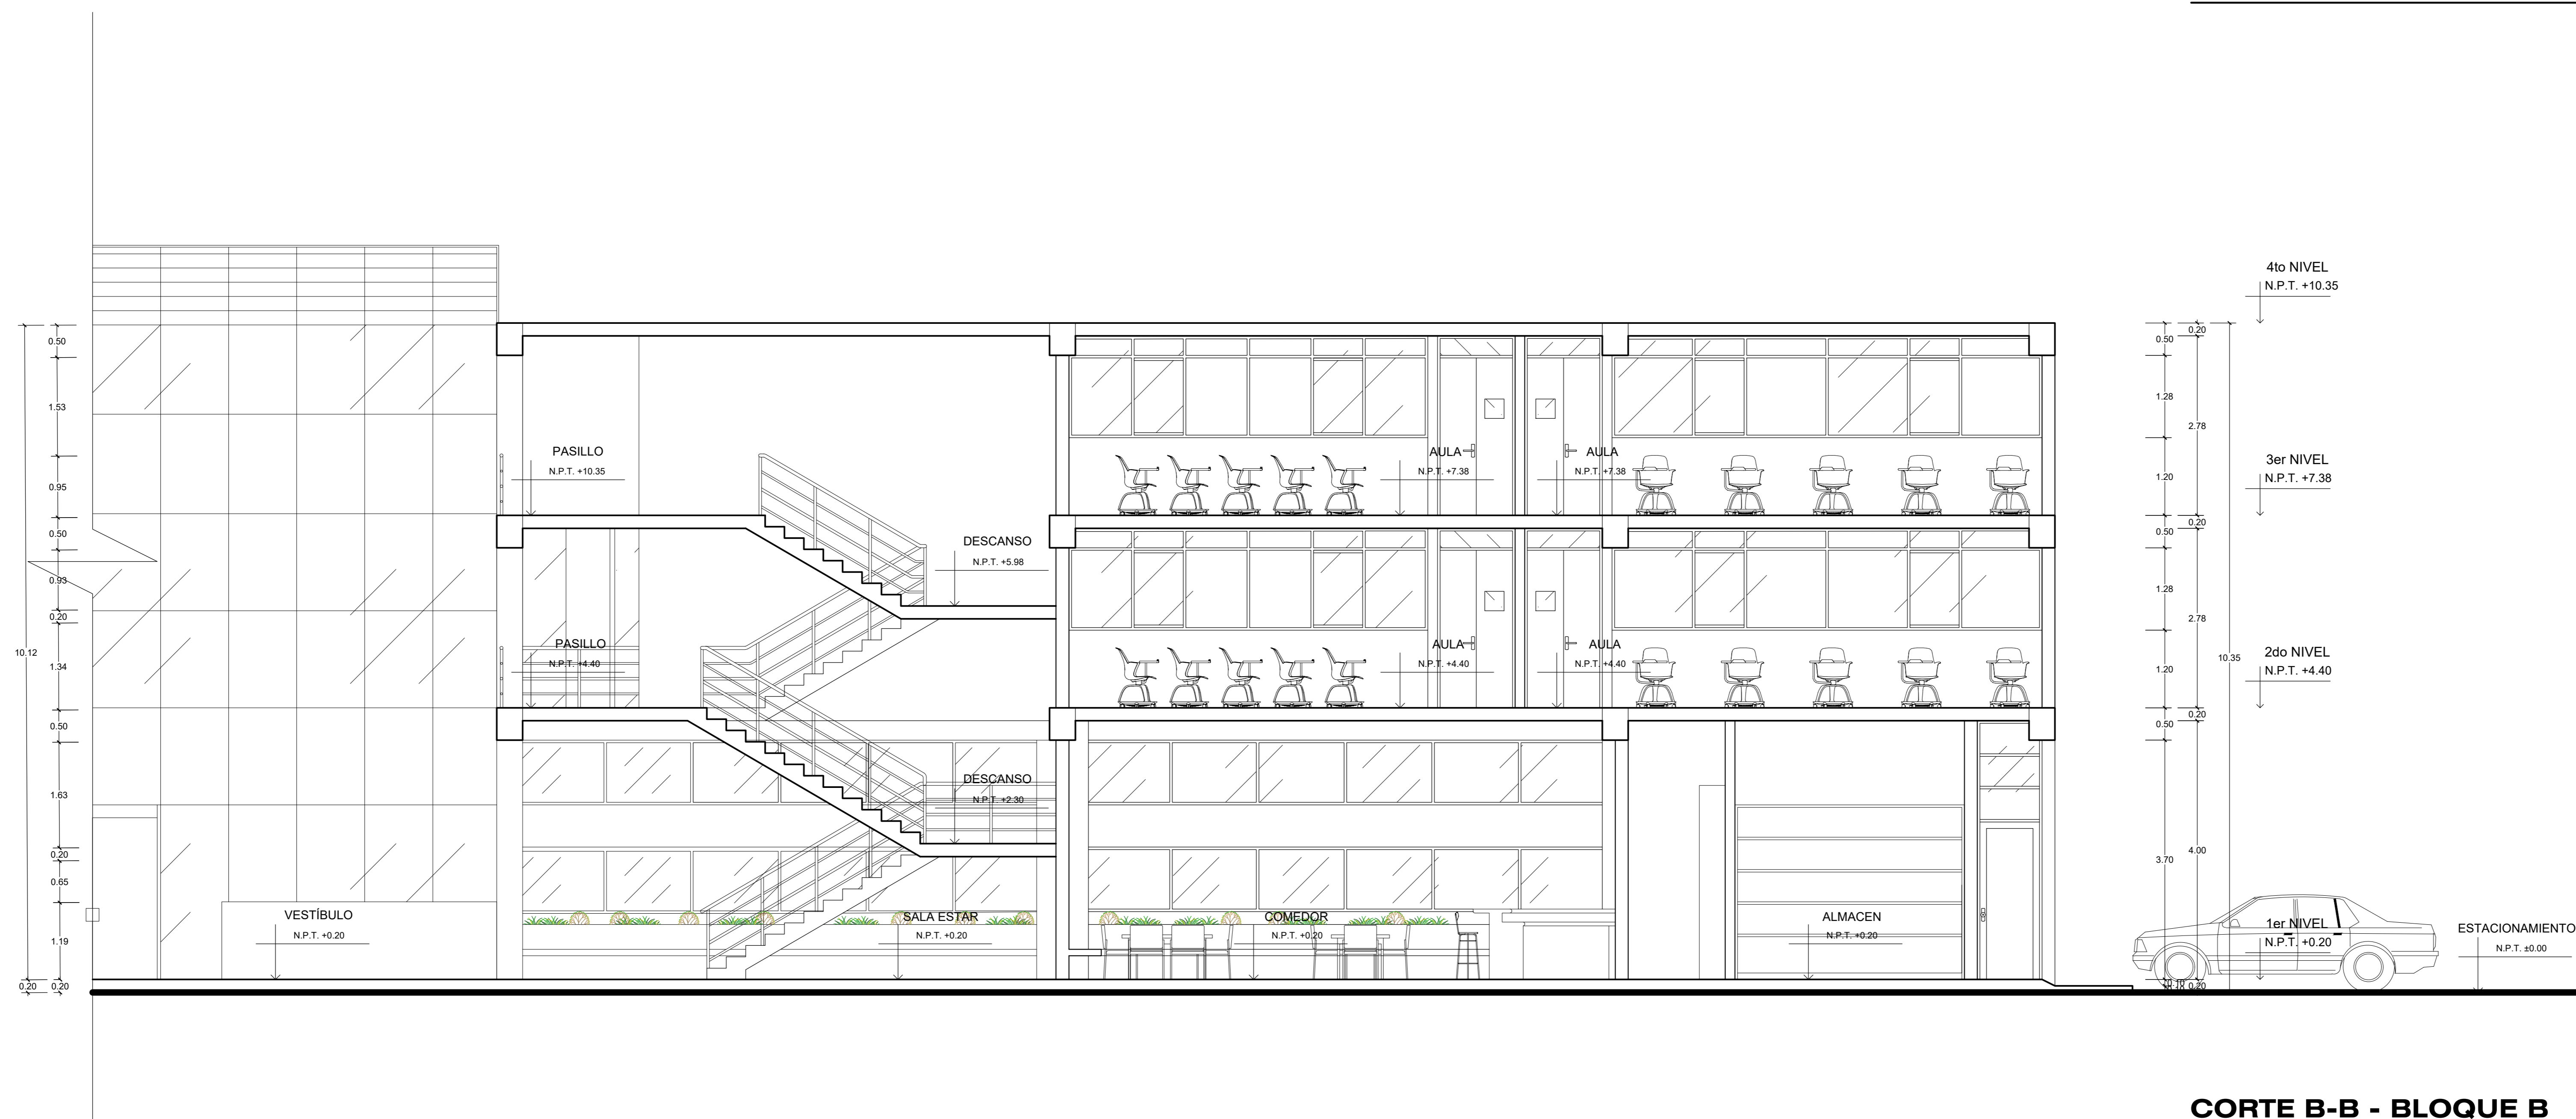 4to NIVEL
N.P.T. +10.35
0.50
1.53
0.95
0.50
0.93
0.20
1.34
0.50
1.63
0.20
0.65
1.19
0.20
10.12
0.20
PASILLO
N.P.T. +10.35
AULA
N.P.T. +7.38
AULA
N.P.T. +7.38
3er NIVEL
N.P.T. +7.38
DESCANSO
N.P.T. +5.98
PASILLO
N.P.T. +4.40
AULA
N.P.T. +4.40
AULA
N.P.T. +4.40
2do NIVEL
N.P.T. +4.40
DESCANSO
N.P.T. +2.30
VESTÍBULO
N.P.T. +0.20
SALA ESTAR
N.P.T. +0.20
COMEDOR
N.P.T. +0.20
ALMACEN
N.P.T. +0.20
1er NIVEL
N.P.T. +0.20
ESTACIONAMIENTO
N.P.T. ±0.00
0.50
1.28
1.20
0.50
1.28
1.20
0.50
3.70
0.20
2.78
0.20
2.78
0.20
4.00
0.20
10.35
CORTE B-B - BLOQUE B